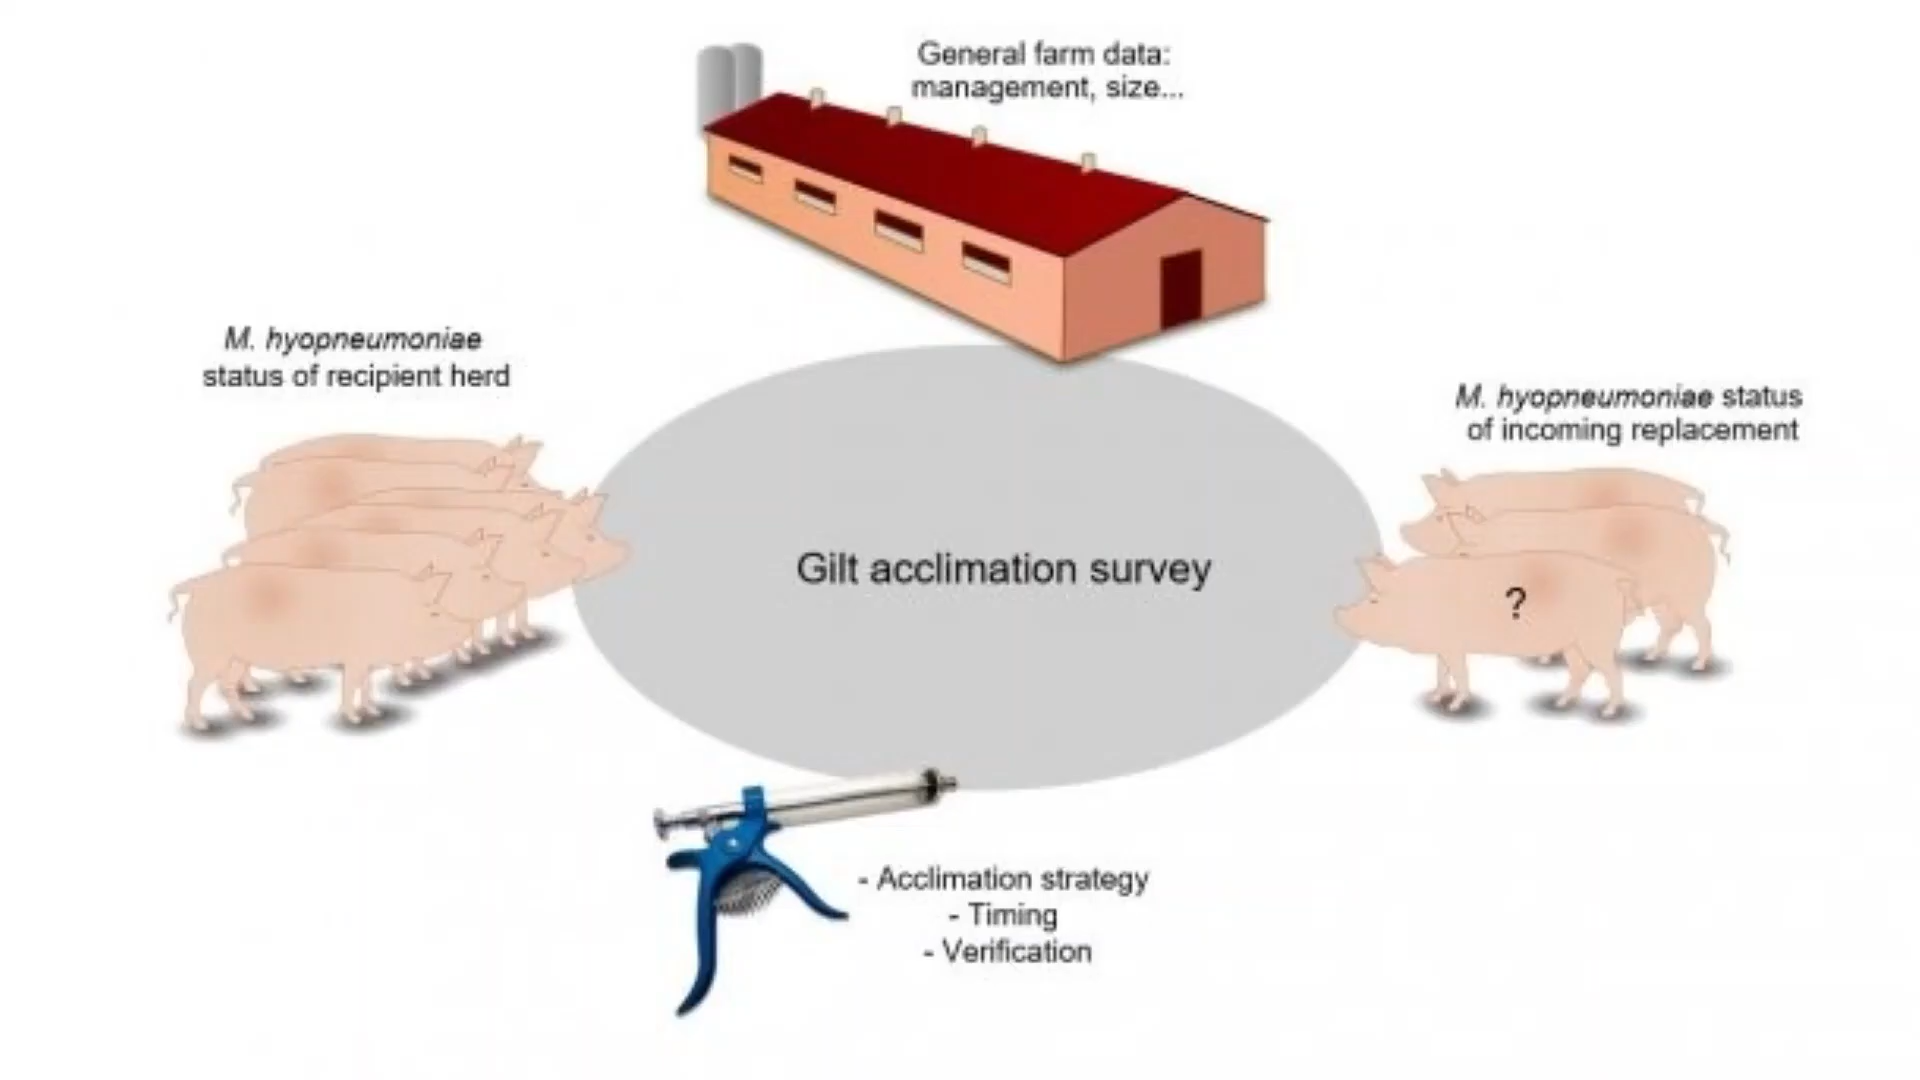 General farm data:
management, size...
M. hyopneumoniae
status of recipient herd
M. hyopneumoniae status
of incoming replacement
Gilt acclimation survey
?
- Acclimation strategy
- Timing
- Verification